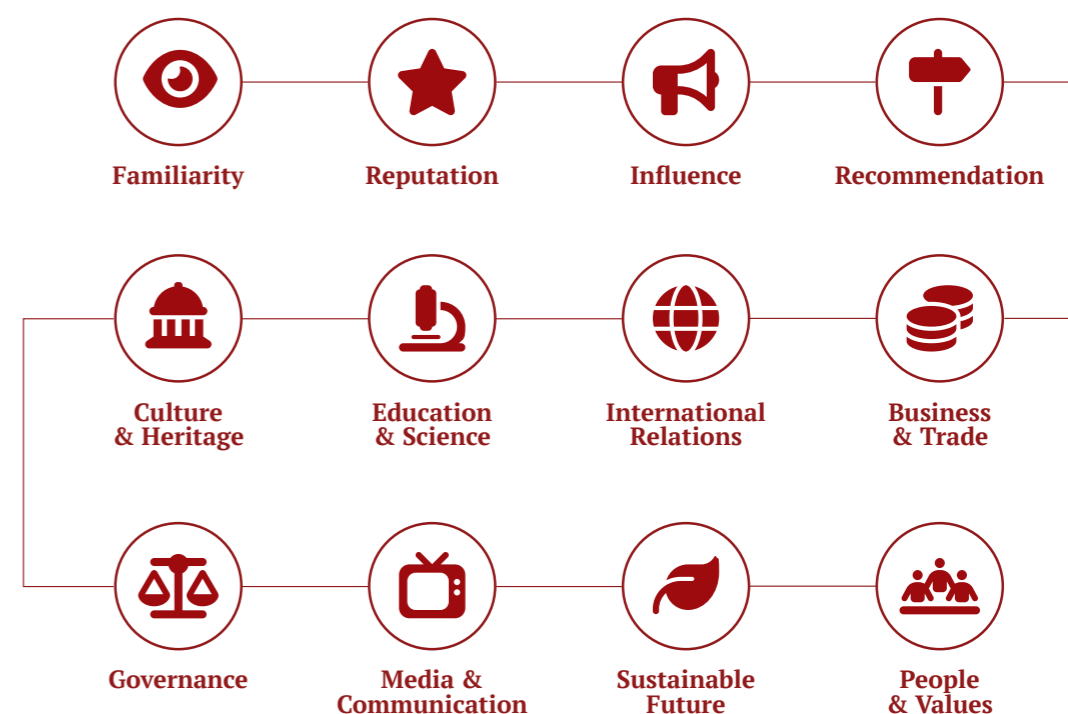 Familiarity
Reputation
Influence
Recommendation
Culture
& Heritage
Education
& Science
International
Relations
Business
& Trade
Governance
Media &
Communication
Sustainable
Future
People
& Values